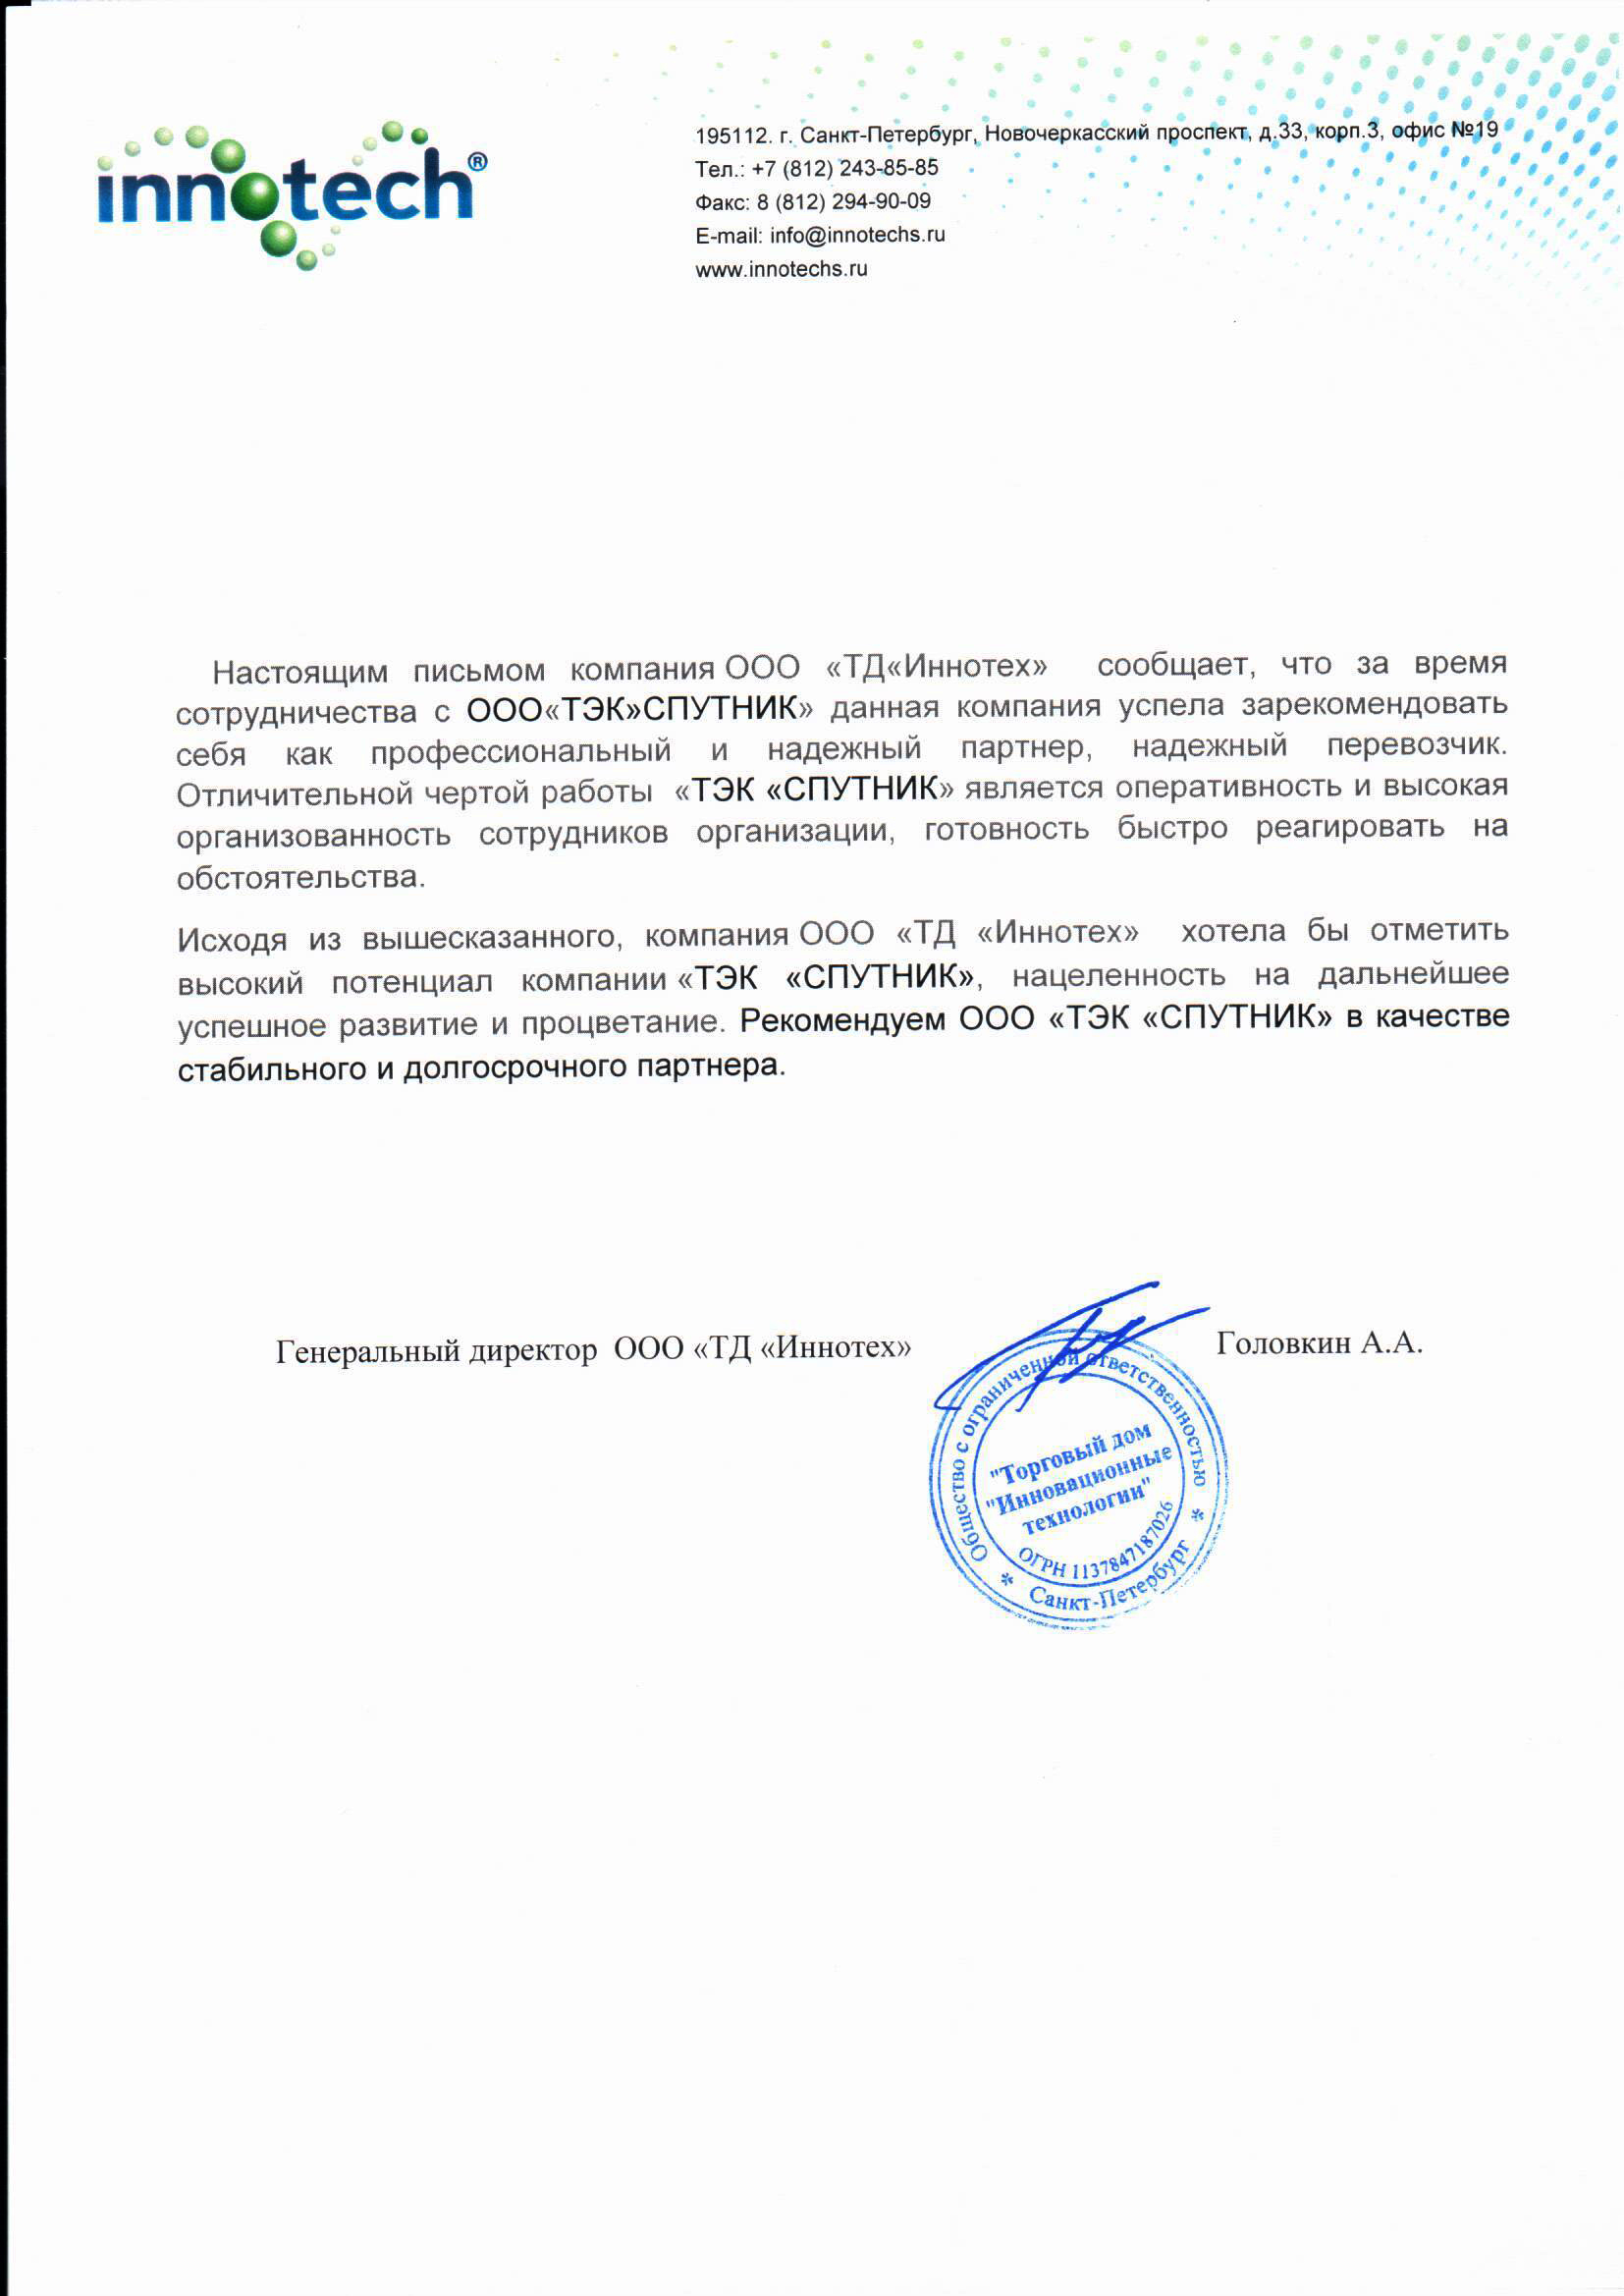 innotech®
195112. г. Санкт-Петербург, Новочеркасский проспект, д.33, корп.3, офис №19
Тел.: +7 (812) 243-85-85
Факс: 8 (812) 294-90-09
E-mail: info@innotechs.ru
www.innotechs.ru
Настоящим письмом компания ООО «ТД«Иннотех» сообщает, что за время
сотрудничества с ООО«ТЭК»СПУТНИК» данная компания успела зарекомендовать
себя как профессиональный и надежный партнер, надежный перевозчик.
Отличительной чертой работы «ТЭК «СПУТНИК» является оперативность и высокая
организованность сотрудников организации, готовность быстро реагировать на
обстоятельства.
Исходя из вышесказанного, компания ООО «ТД «Иннотех» хотела бы отметить
высокий потенциал компании «ТЭК «СПУТНИК», нацеленность на дальнейшее
успешное развитие и процветание. Рекомендуем ООО «ТЭК «СПУТНИК» в качестве
стабильного и долгосрочного партнера.
Генеральный директор ООО «ТД «Иннотех» Головкин А.А.
Общество с ограниченной ответственностью
"Торговый дом
"Инновационные
технологии"
ОГРН 1137847187026
* Санкт-Петербург *